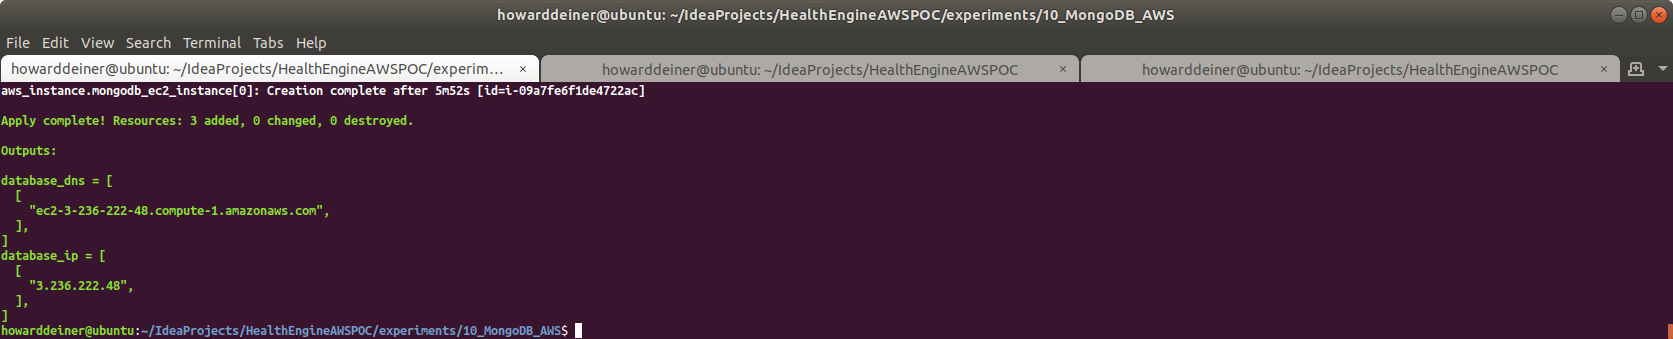 howarddeiner@ubuntu: ~/IdeaProjects/HealthEngineAWSPOC/experiments/10_MongoDB_AWS
File Edit View Search Terminal Tabs Help
howarddeiner@ubuntu: ~/IdeaProjects/HealthEngineAWSPOC/experim... × howarddeiner@ubuntu: ~/IdeaProjects/HealthEngineAWSPOC × howarddeiner@ubuntu: ~/IdeaProjects/HealthEngineAWSPOC ×
aws_instance.mongodb_ec2_instance[0]: Creation complete after 5m52s [id=i-09a7fe6f1de4722ac]
Apply complete! Resources: 3 added, 0 changed, 0 destroyed.
Outputs:
database_dns = [
  [
    "ec2-3-236-222-48.compute-1.amazonaws.com",
  ],
]
database_ip = [
  [
    "3.236.222.48",
  ],
]
howarddeiner@ubuntu:~/IdeaProjects/HealthEngineAWSPOC/experiments/10_MongoDB_AWS$